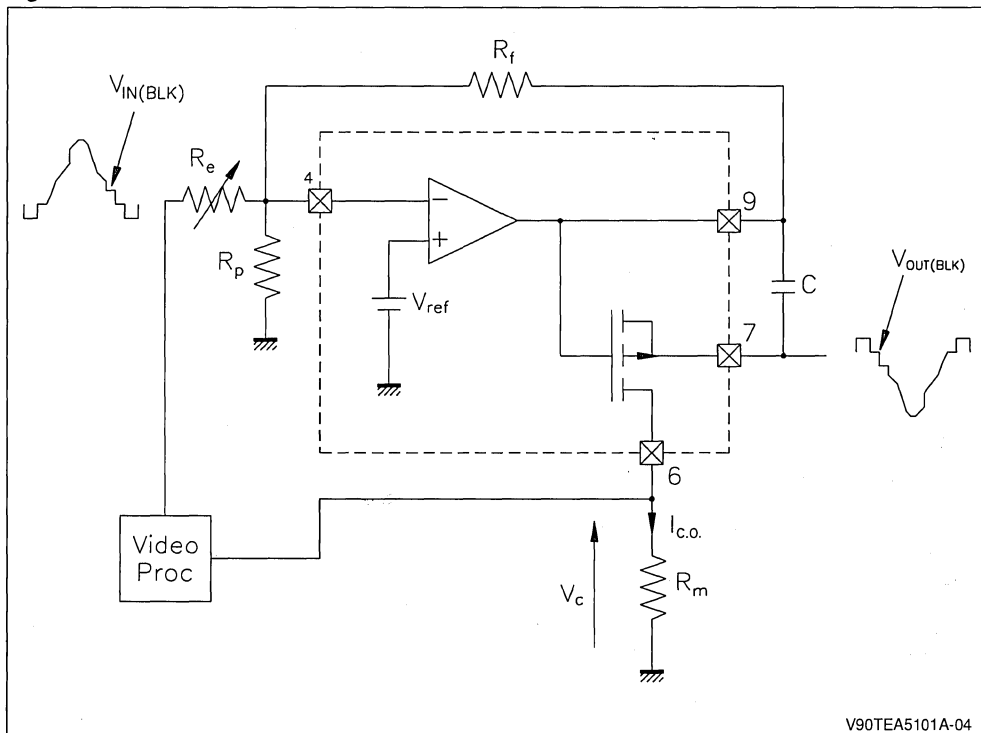 V_IN(BLK)
R_f
R_e
4
−
+
9
R_p
V_ref
C
V_OUT(BLK)
7
6
Video
Proc
I_C.O.
V_c
R_m
V90TEA5101A-04